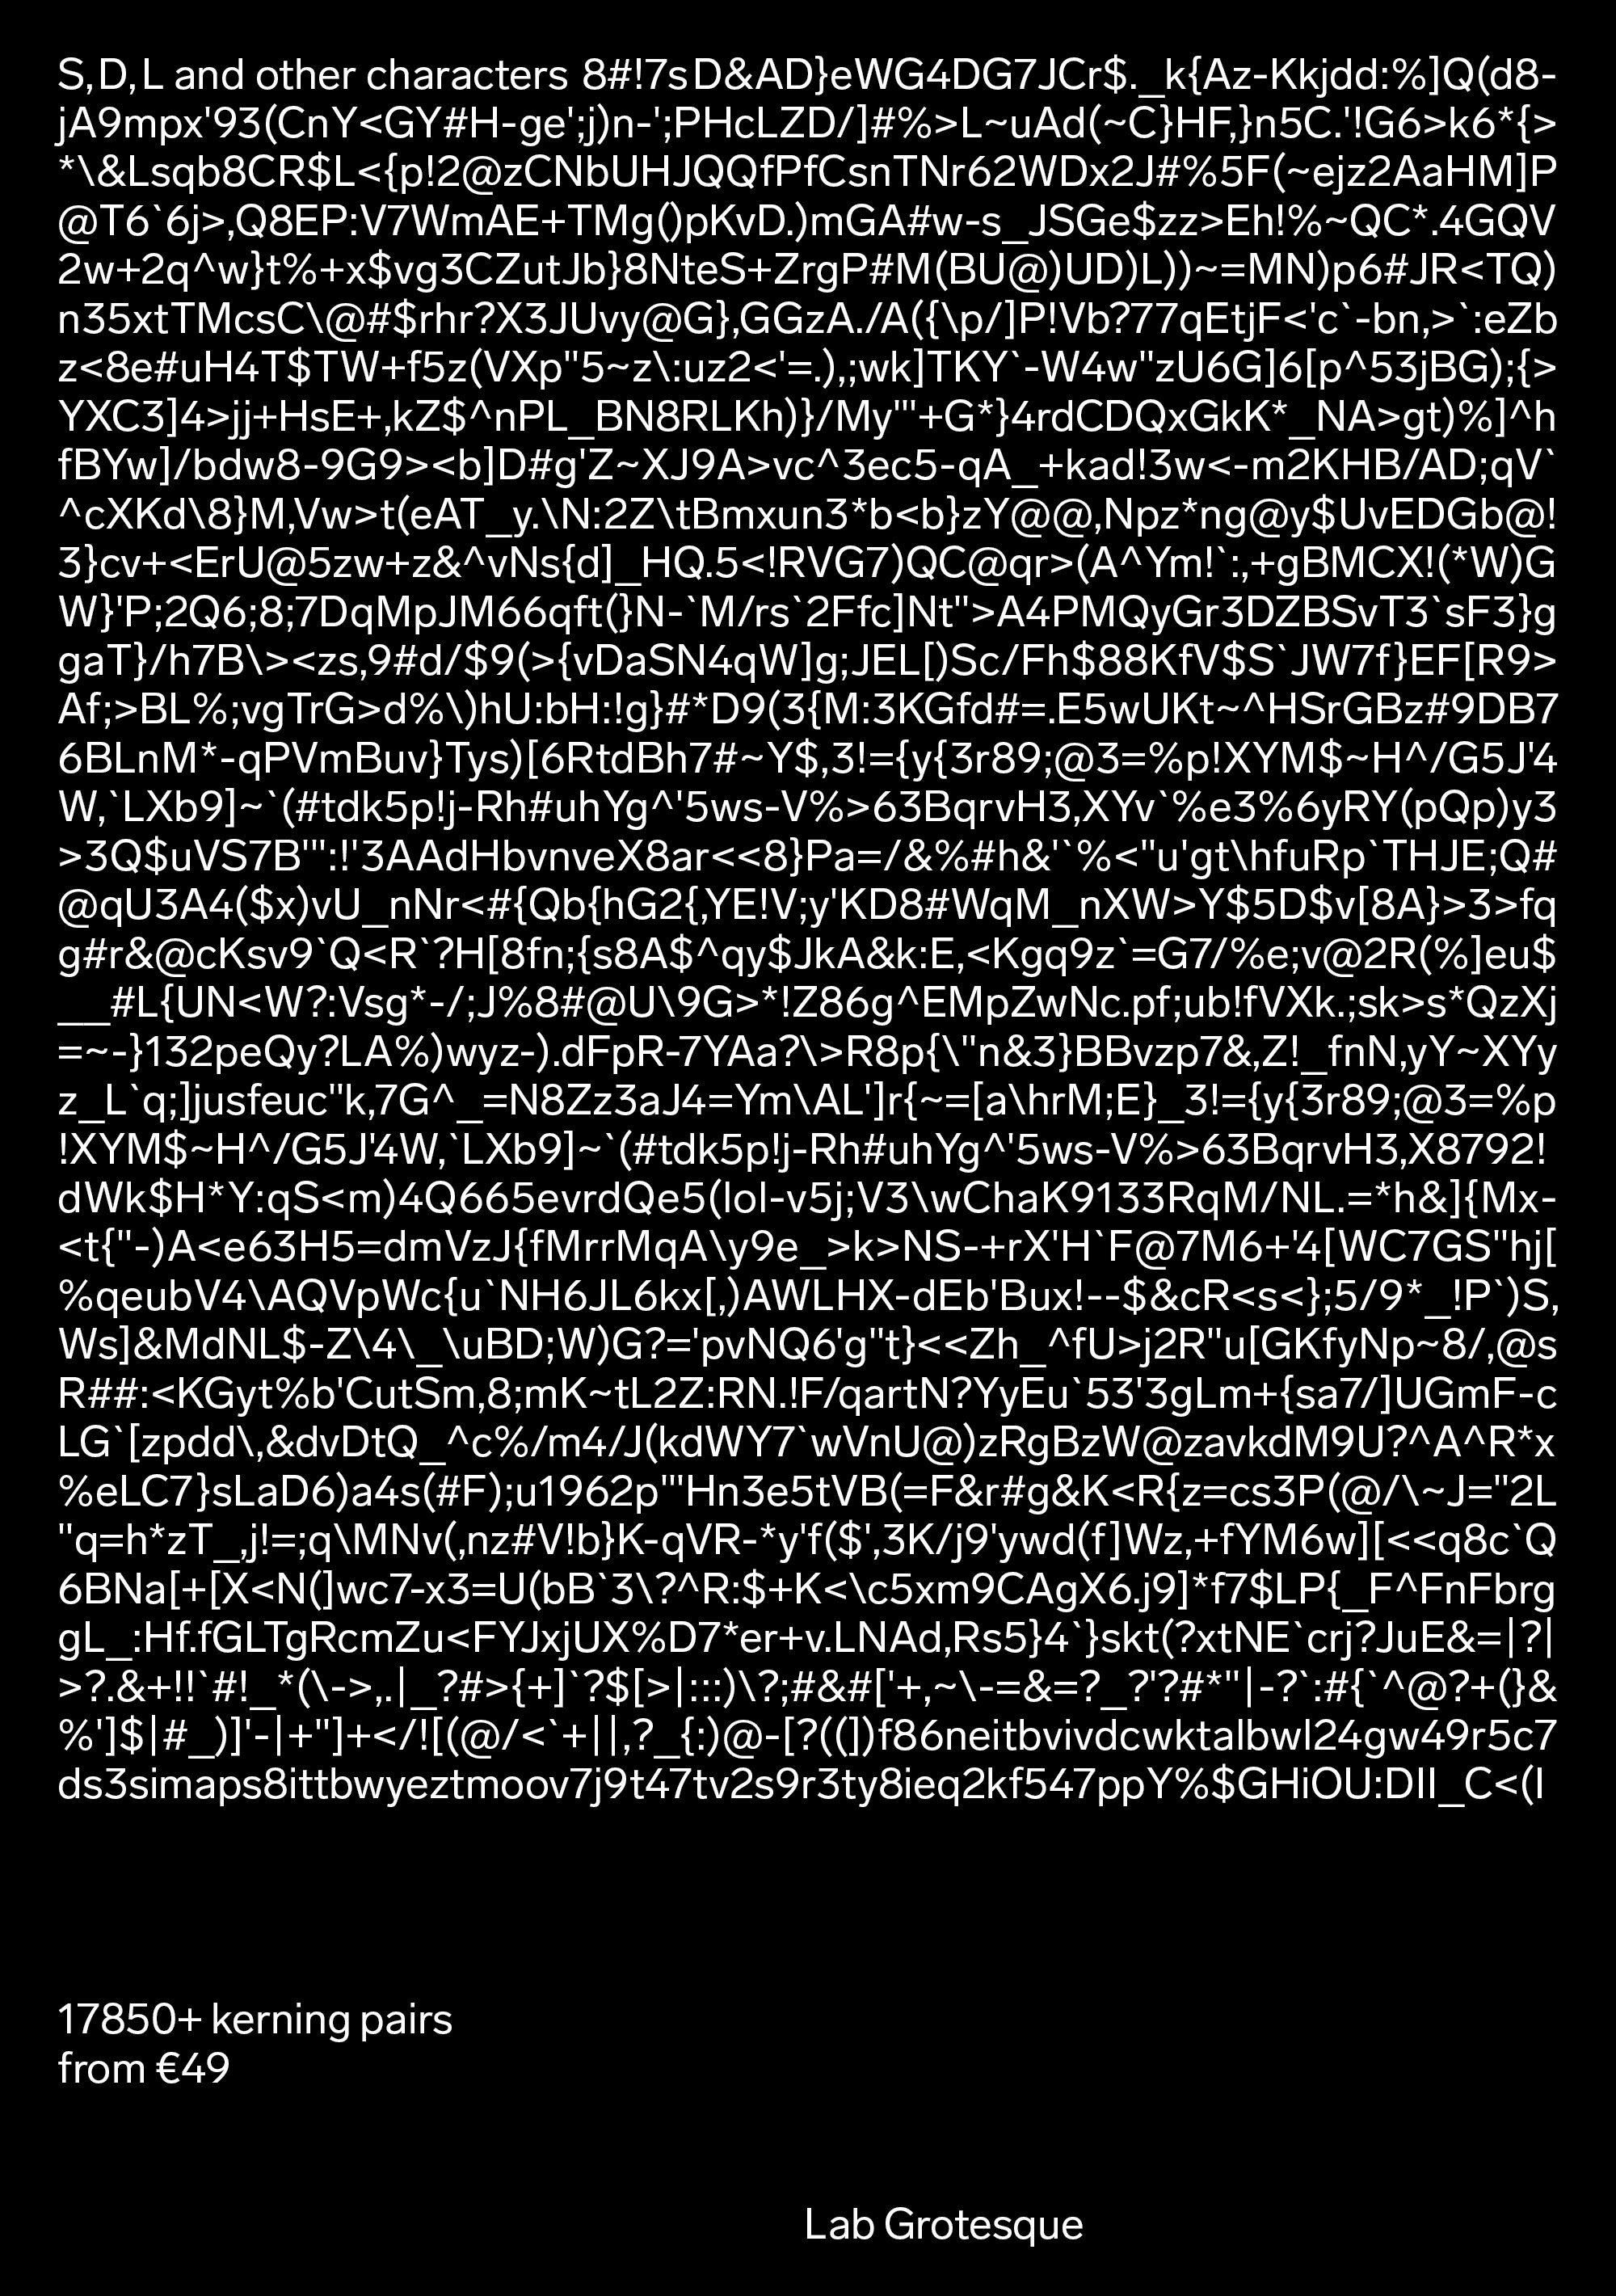 S, D, L and other characters 8#!7sD&AD}eWG4DG7JCr$._k{Az-Kkjdd:%]Q(d8-
jA9mpx'93(CnY<GY#H-ge';j)n-';PHcLZD/]#%>L~uAd(~C}HF,}n5C.'!G6>k6*{>
*\&Lsqb8CR$L<{p!2@zCNbUHJQQfPfCsnTNr62WDx2J#%5F(~ejz2AaHM]P
@T6`6j>,Q8EP:V7WmAE+TMg()pKvD.)mGA#w-s_JSGe$zz>Eh!%~QC*.4GQV
2w+2q^w}t%+x$vg3CZutJb}8NteS+ZrgP#M(BU@)UD)L))~=MN)p6#JR<TQ)
n35xtTMcsC\@#$rhr?X3JUvy@G},GGzA./A({\p/]P!Vb?77qEtjF<'c`-bn,>`:eZb
z<8e#uH4T$TW+f5z(VXp"5~z\:uz2<'=.),;wk]TKY`-W4w"zU6G]6[p^53jBG);{>
YXC3]4>jj+HsE+,kZ$^nPL_BN8RLKh)}/My'"+G*}4rdCDQxGkK*_NA>gt)%]^h
fBYw]/bdw8-9G9><b]D#g'Z~XJ9A>vc^3ec5-qA_+kad!3w<-m2KHB/AD;qV`
^cXKd\8}M,Vw>t(eAT_y.\N:2Z\tBmxun3*b<b}zY@@,Npz*ng@y$UvEDGb@!
3}cv+<ErU@5zw+z&^vNs{d]_HQ.5<!RVG7)QC@qr>(A^Ym!`:,+gBMCX!(*W)G
W}'P;2Q6;8;7DqMpJM66qft(}N-`M/rs`2Ffc]Nt">A4PMQyGr3DZBSvT3`sF3}g
gaT}/h7B\><zs,9#d/$9(>{vDaSN4qW]g;JEL[)Sc/Fh$88KfV$S`JW7f}EF[R9>
Af;>BL%;vgTrG>d%\)hU:bH:!g}#*D9(3{M:3KGfd#=.E5wUKt~^HSrGBz#9DB7
6BLnM*-qPVmBuv}Tys)[6RtdBh7#~Y$,3!={y{3r89;@3=%p!XYM$~H^/G5J'4
W,`LXb9]~`(#tdk5p!j-Rh#uhYg^'5ws-V%>63BqrvH3,XYv`%e3%6yRY(pQp)y3
>3Q$uVS7B'":!'3AAdHbvnveX8ar<<8}Pa=/&%#h&'`%<"u'gt\hfuRp`THJE;Q#
@qU3A4($x)vU_nNr<#{Qb{hG2{,YE!V;y'KD8#WqM_nXW>Y$5D$v[8A}>3>fq
g#r&@cKsv9`Q<R`?H[8fn;{s8A$^qy$JkA&k:E,<Kgq9z`=G7/%e;v@2R(%]eu$
__#L{UN<W?:Vsg*-/;J%8#@U\9G>*!Z86g^EMpZwNc.pf;ub!fVXk.;sk>s*QzXj
=~-}132peQy?LA%)wyz-).dFpR-7YAa?\>R8p{\"n&3}BBvzp7&,Z!_fnN,yY~XYy
z_L`q;]jusfeuc"k,7G^_=N8Zz3aJ4=Ym\AL']r{~=[a\hrM;E}_3!={y{3r89;@3=%p
!XYM$~H^/G5J'4W,`LXb9]~`(#tdk5p!j-Rh#uhYg^'5ws-V%>63BqrvH3,X8792!
dWk$H*Y:qS<m)4Q665evrdQe5(lol-v5j;V3\wChaK9133RqM/NL.=*h&]{Mx-
<t{"-)A<e63H5=dmVzJ{fMrrMqA\y9e_>k>NS-+rX'H`F@7M6+'4[WC7GS"hj[
%qeubV4\AQVpWc{u`NH6JL6kx[,)AWLHX-dEb'Bux!--$&cR<s<};5/9*_!P`)S,
Ws]&MdNL$-Z\4\_\uBD;W)G?='pvNQ6'g"t}<<Zh_^fU>j2R"u[GKfyNp~8/,@s
R##:<KGyt%b'CutSm,8;mK~tL2Z:RN.!F/qartN?YyEu`53'3gLm+{sa7/]UGmF-c
LG`[zpdd\,&dvDtQ_^c%/m4/J(kdWY7`wVnU@)zRgBzW@zavkdM9U?^A^R*x
%eLC7}sLaD6)a4s(#F);u1962p'"Hn3e5tVB(=F&r#g&K<R{z=cs3P(@/\~J="2L
"q=h*zT_,j!=;q\MNv(,nz#V!b}K-qVR-*y'f($',3K/j9'ywd(f]Wz,+fYM6w][<<q8c`Q
6BNa[+[X<N(]wc7-x3=U(bB`3\?^R:$+K<\c5xm9CAgX6.j9]*f7$LP{_F^FnFbrg
gL_:Hf.fGLTgRcmZu<FYJxjUX%D7*er+v.LNAd,Rs5}4`}skt(?xtNE`crj?JuE&=|?|
>?.&+!!`#!_*(\->,.|_?#>{+]`?$[>|:::)\?;#&#['+,~\-=&=?_?'?#*"|-?`:#{`^@?+(}&
%']$|#_)]'-|+"]+</![(@/<`+||,?_{:)@-[?((])f86neitbvivdcwktalbwl24gw49r5c7
ds3simaps8ittbwyeztmoov7j9t47tv2s9r3ty8ieq2kf547ppY%$GHiOU:DII_C<(I
17850+ kerning pairs
from €49
Lab Grotesque